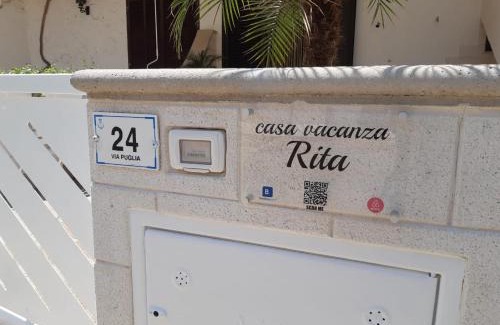 24
VIA PUGLIA
casa vacanza
Rita
B.
SCAN ME